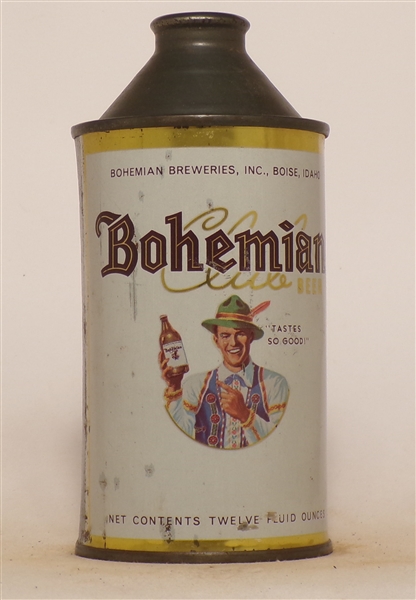 BOHEMIAN BREWERIES, INC., BOISE, IDAHO
Bohemian
Club
BEER
"TASTES
SO GOOD!"
NET CONTENTS TWELVE FLUID OUNCES